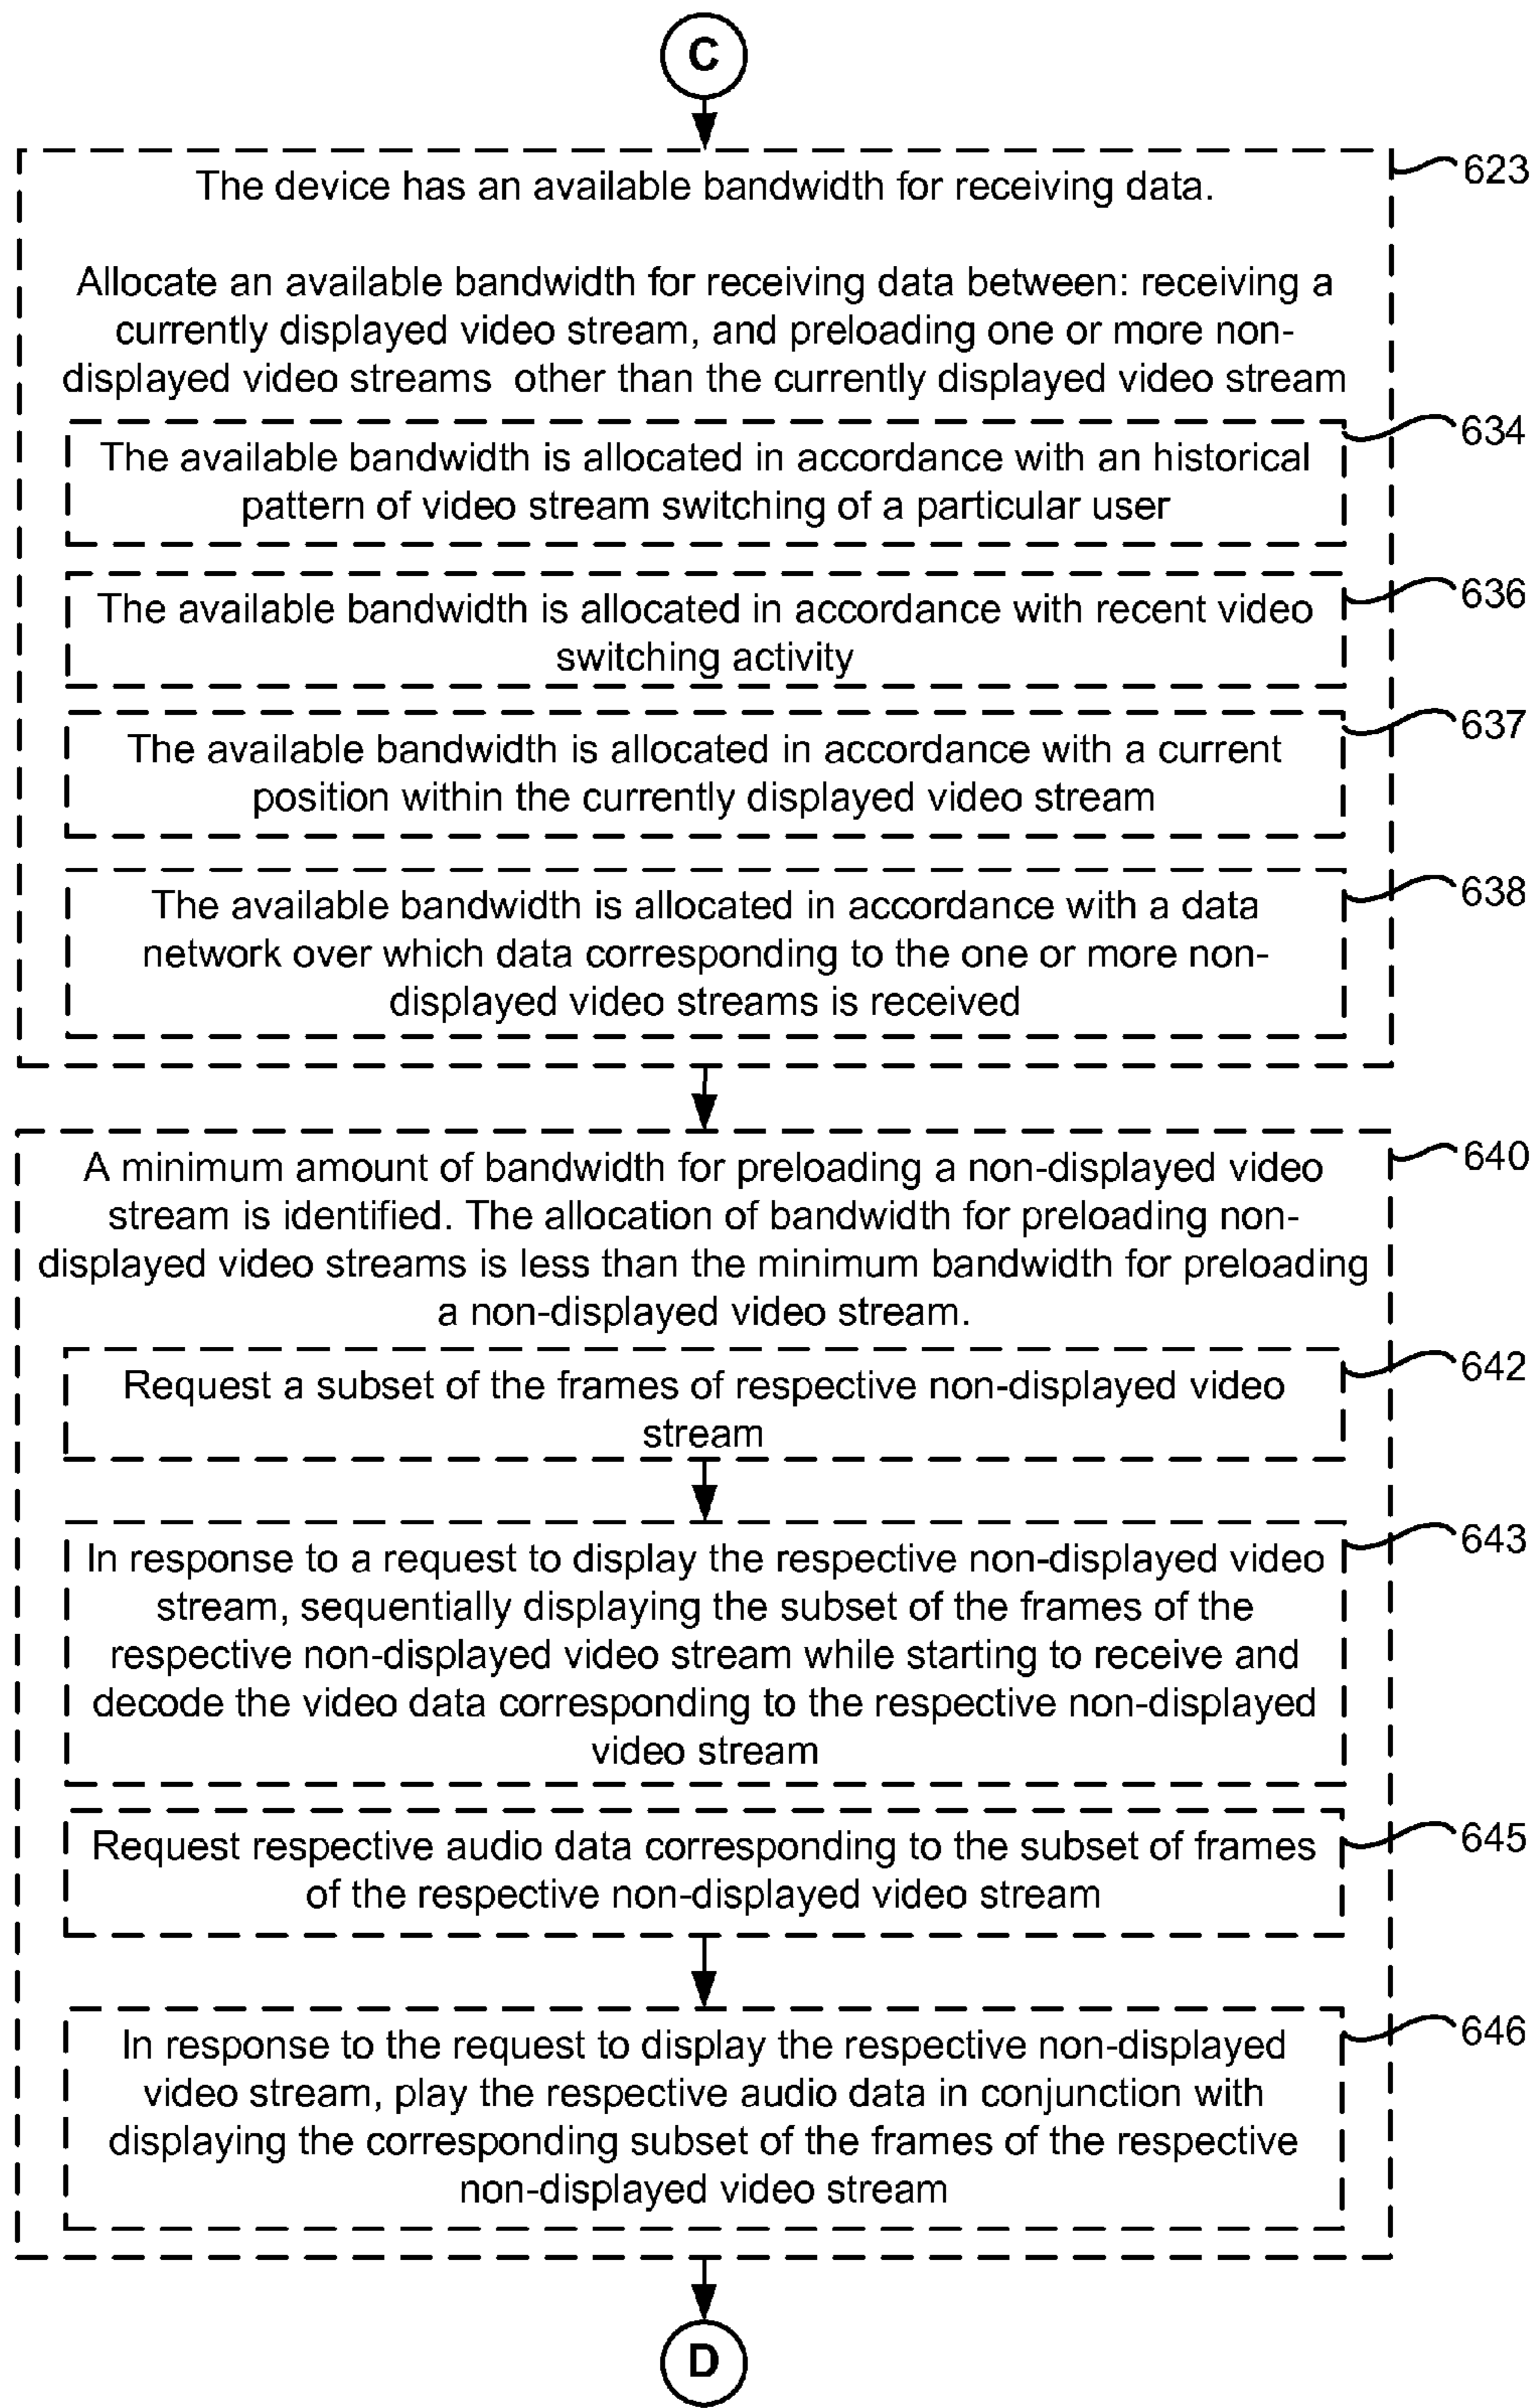 C
The device has an available bandwidth for receiving data.
623
Allocate an available bandwidth for receiving data between: receiving a
currently displayed video stream, and preloading one or more non-
displayed video streams other than the currently displayed video stream
634
The available bandwidth is allocated in accordance with an historical
pattern of video stream switching of a particular user
636
The available bandwidth is allocated in accordance with recent video
switching activity
637
The available bandwidth is allocated in accordance with a current
position within the currently displayed video stream
638
The available bandwidth is allocated in accordance with a data
network over which data corresponding to the one or more non-
displayed video streams is received
640
A minimum amount of bandwidth for preloading a non-displayed video
stream is identified. The allocation of bandwidth for preloading non-
displayed video streams is less than the minimum bandwidth for preloading
a non-displayed video stream.
642
Request a subset of the frames of respective non-displayed video
stream
643
In response to a request to display the respective non-displayed video
stream, sequentially displaying the subset of the frames of the
respective non-displayed video stream while starting to receive and
decode the video data corresponding to the respective non-displayed
video stream
645
Request respective audio data corresponding to the subset of frames
of the respective non-displayed video stream
646
In response to the request to display the respective non-displayed
video stream, play the respective audio data in conjunction with
displaying the corresponding subset of the frames of the respective
non-displayed video stream
D